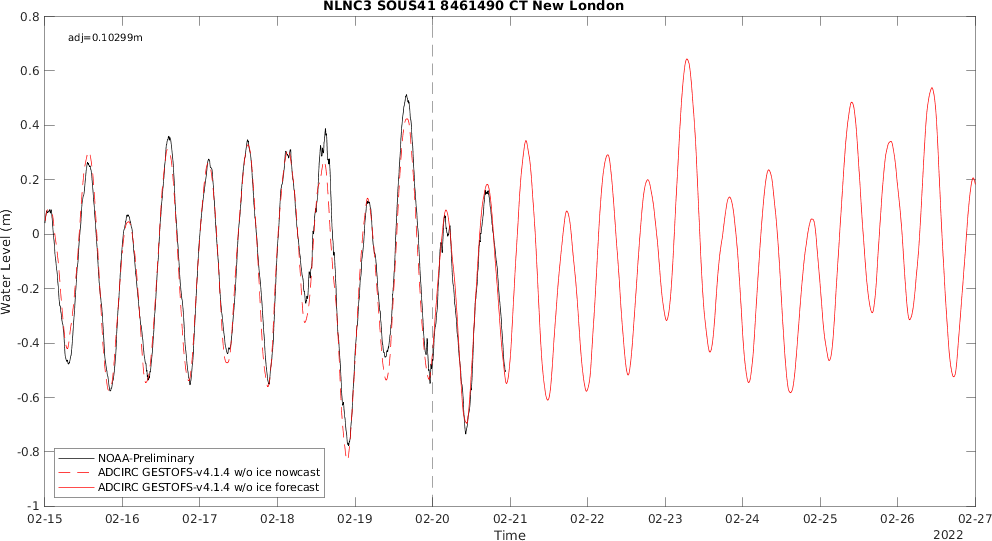 NLNC3 SOUS41 8461490 CT New London
adj=0.10299m
0.8
0.6
0.4
0.2
0
-0.2
-0.4
-0.6
-0.8
-1
Water Level (m)
NOAA-Preliminary
ADCIRC GESTOFS-v4.1.4 w/o ice nowcast
ADCIRC GESTOFS-v4.1.4 w/o ice forecast
02-15 02-16 02-17 02-18 02-19 02-20 02-21 02-22 02-23 02-24 02-25 02-26 02-27
Time
2022